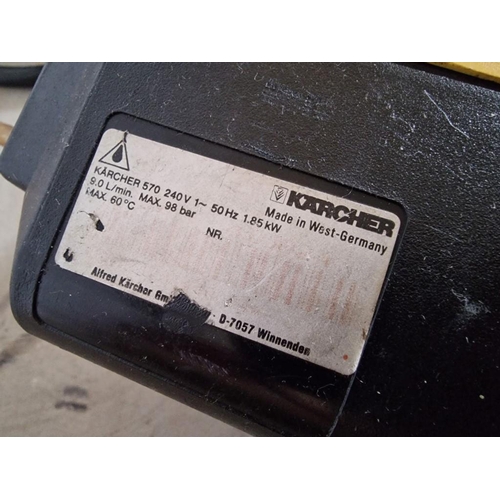 KÄRCHER
KÄRCHER 570 240 V 1~ 50 Hz 1.85 kW
Made in West-Germany
9.0 L/min. MAX. 98 bar
MAX. 60 °C
NR.
Alfred Kärcher Gm
D-7057 Winnenden